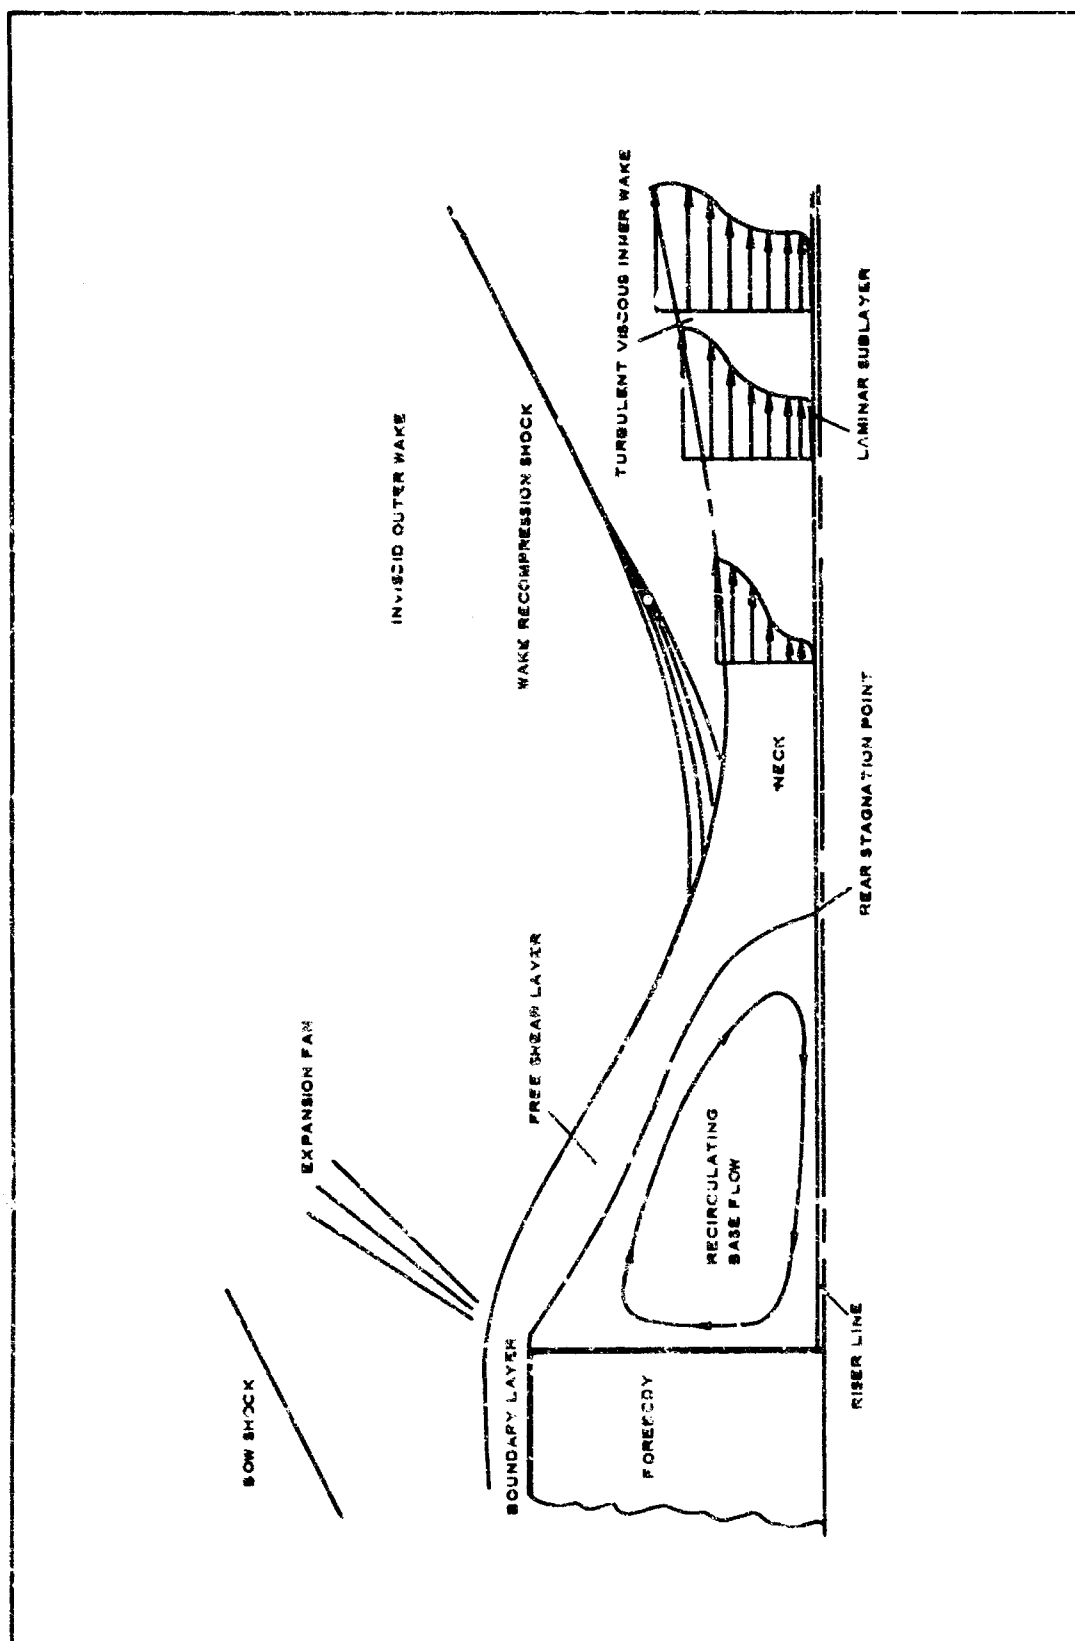 BOW SHOCK
EXPANSION FAN
INVISCID OUTER WAKE
WAKE RECOMPRESSION SHOCK
BOUNDARY LAYER
FREE SHEAR LAYER
TURBULENT VISCOUS INNER WAKE
FOREBODY
RECIRCULATING
BASE FLOW
NECK
RISER LINE
REAR STAGNATION POINT
LAMINAR SUBLAYER